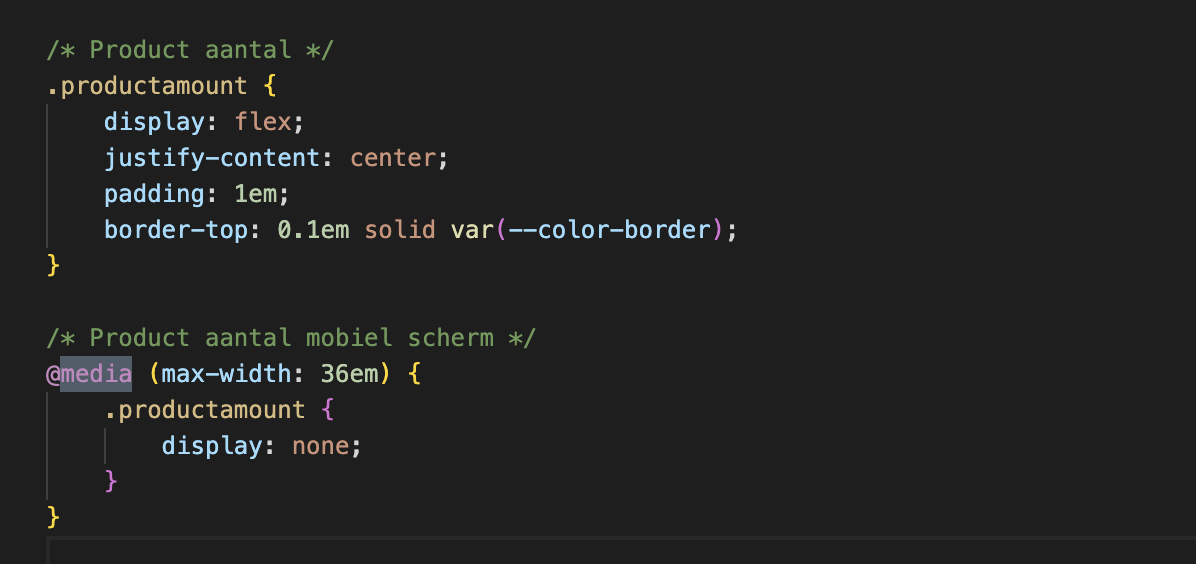 /* Product aantal */
.productamount {
    display: flex;
    justify-content: center;
    padding: 1em;
    border-top: 0.1em solid var(--color-border);
}

/* Product aantal mobiel scherm */
@media (max-width: 36em) {
    .productamount {
        display: none;
    }
}